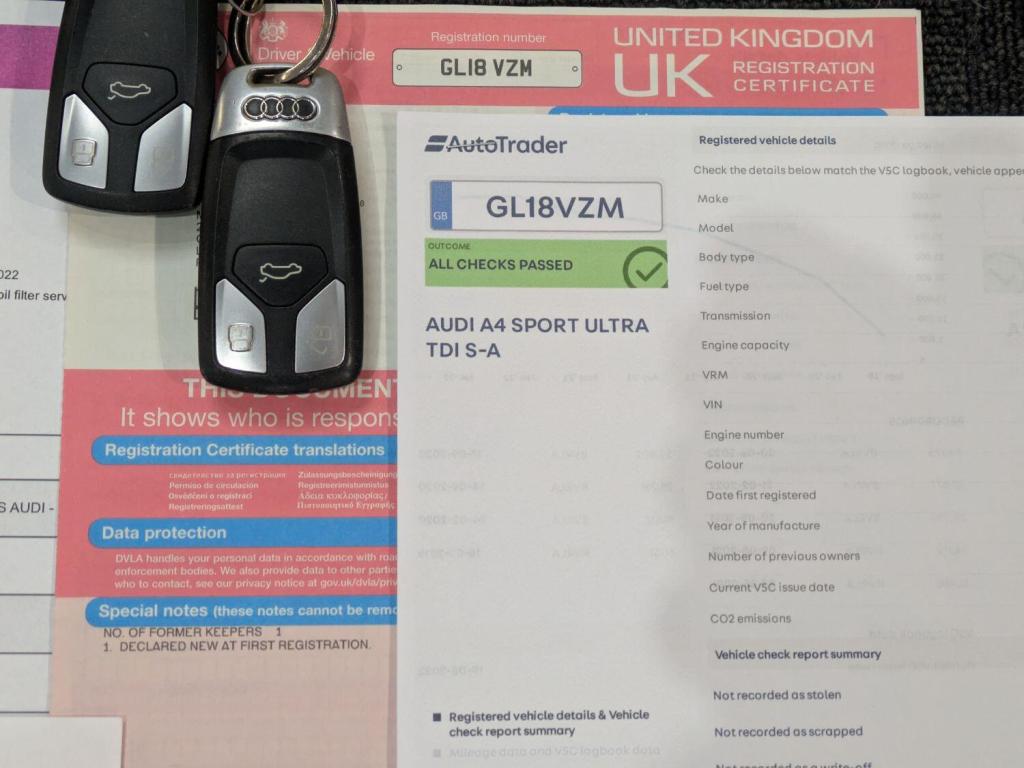 Driver & Vehicle
Registration number
GL18 VZM
UNITED KINGDOM
UK REGISTRATION
CERTIFICATE
AutoTrader
GB GL18VZM
OUTCOME
ALL CHECKS PASSED
AUDI A4 SPORT ULTRA
TDI S-A
Registered Vehicle details & Vehicle
check report summary
Mileage data and V5C logbook data
Registered vehicle details
Check the details below match the V5C logbook, vehicle appe
Make
Model
Body type
Fuel type
Transmission
Engine capacity
VRM
VIN
Engine number
Colour
Date first registered
Year of manufacture
Number of previous owners
Current V5C issue date
CO2 emissions
Vehicle check report summary
Not recorded as stolen
Not recorded as scrapped
Not recorded as a write-off
022
oil filter serv
S AUDI -
THIS DOCUMENT
It shows who is respons
Registration Certificate translations
свидетелство за регистрация
Permiso de circulación
Osvědčení o registraci
Registreringsattest
Zulassungsbescheinigung
Registreerimistunnistus
Άδεια κυκλοφορίας/
Πιστοποιητικό Εγγραφής
Data protection
DVLA handles your personal data in accordance with roa
enforcement bodies. We also provide data to other partie
who to contact, see our privacy notice at gov.uk/dvla/priv
Special notes (these notes cannot be remo
NO. OF FORMER KEEPERS 1
1. DECLARED NEW AT FIRST REGISTRATION.